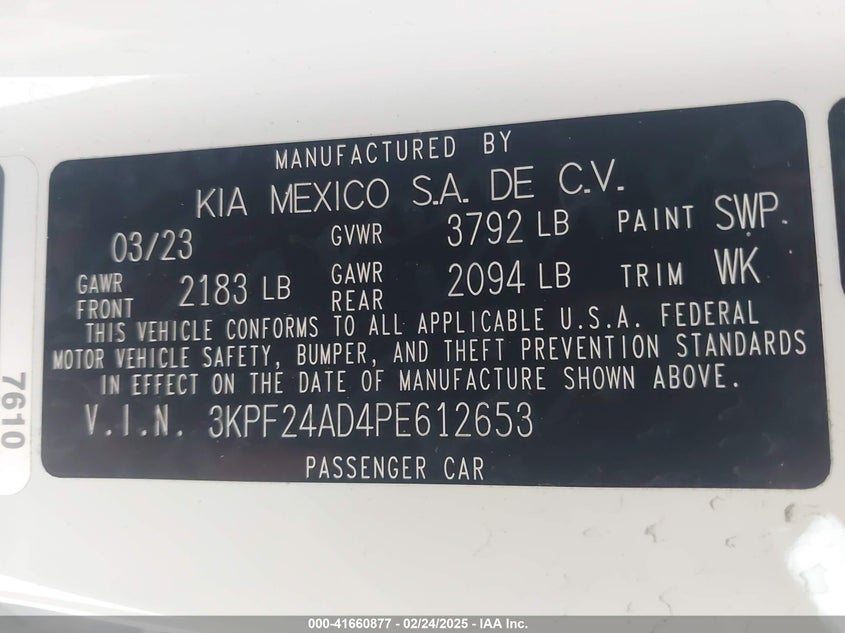 MANUFACTURED BY
KIA MEXICO S.A. DE C.V.
03/23 GVWR 3792 LB PAINT SWP
GAWR FRONT 2183 LB GAWR REAR 2094 LB TRIM WK
THIS VEHICLE CONFORMS TO ALL APPLICABLE U.S.A. FEDERAL
MOTOR VEHICLE SAFETY, BUMPER, AND THEFT PREVENTION STANDARDS
IN EFFECT ON THE DATE OF MANUFACTURE SHOWN ABOVE.
V.I.N. 3KPF24AD4PE612653
PASSENGER CAR
7610
000-41660877 - 02/24/2025 - IAA Inc.